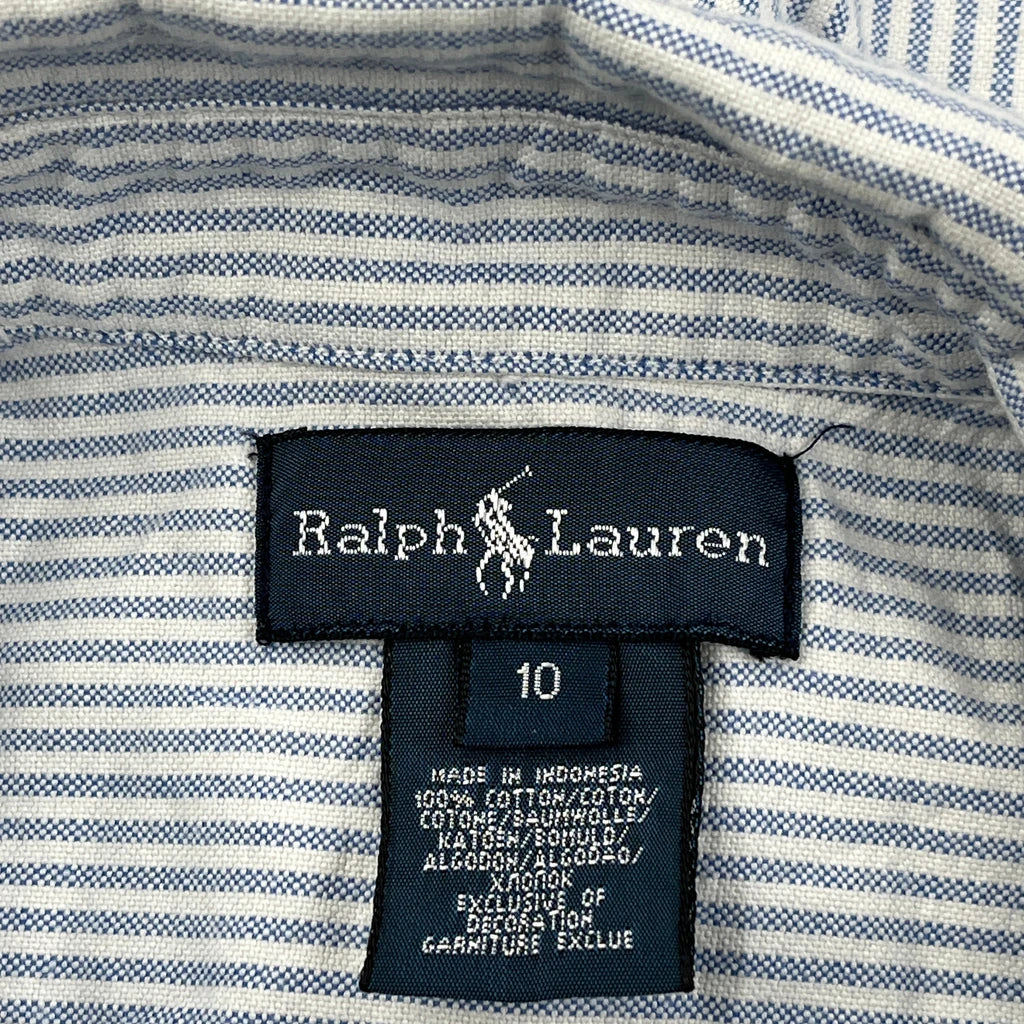 Ralph Lauren
10
MADE IN INDONESIA
100% COTTON/COTON/
COTONE/BAUMWOLLE/
KATOEN/BOMULD/
ALGODON/ALGODAO/
ХЛОПОК
EXCLUSIVE OF
DECORATION
GARNITURE EXCLUE